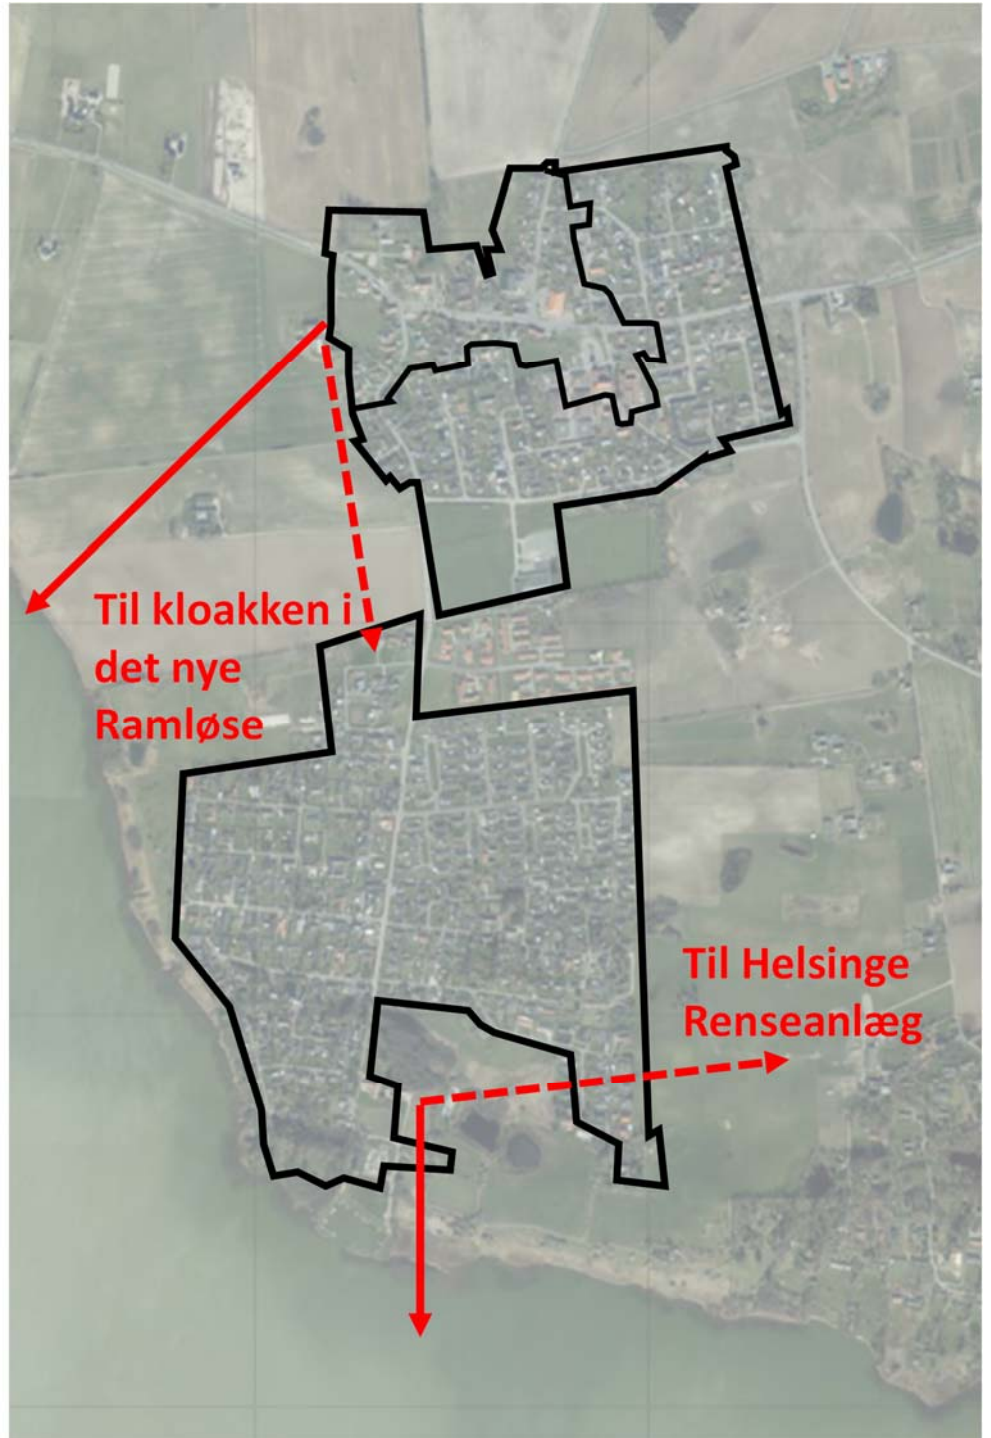 Til kloakken i
det nye
Ramløse
Til Helsinge
Renseanlæg